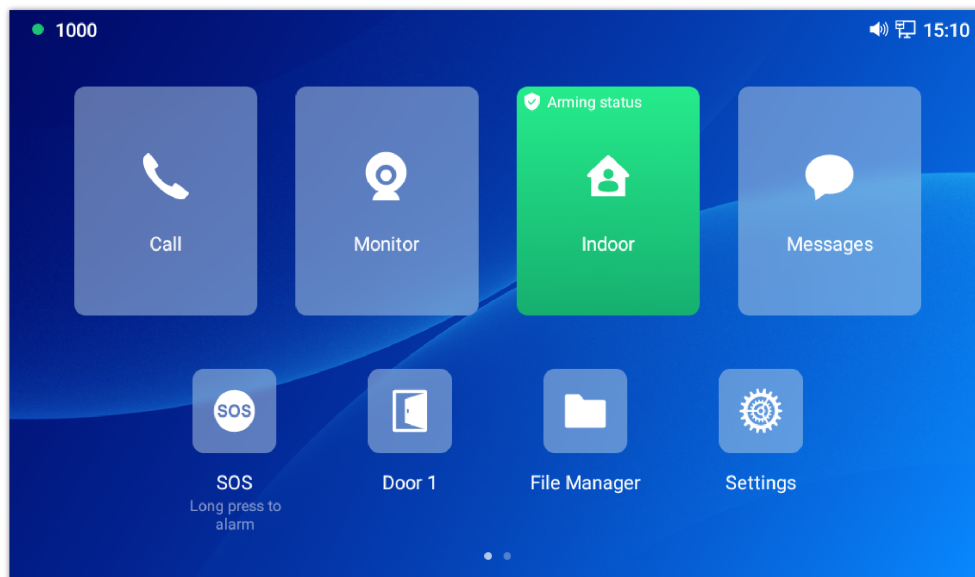 1000
15:10
Arming status
Call
Monitor
Indoor
Messages
SOS
SOS
Long press to
alarm
Door 1
File Manager
Settings